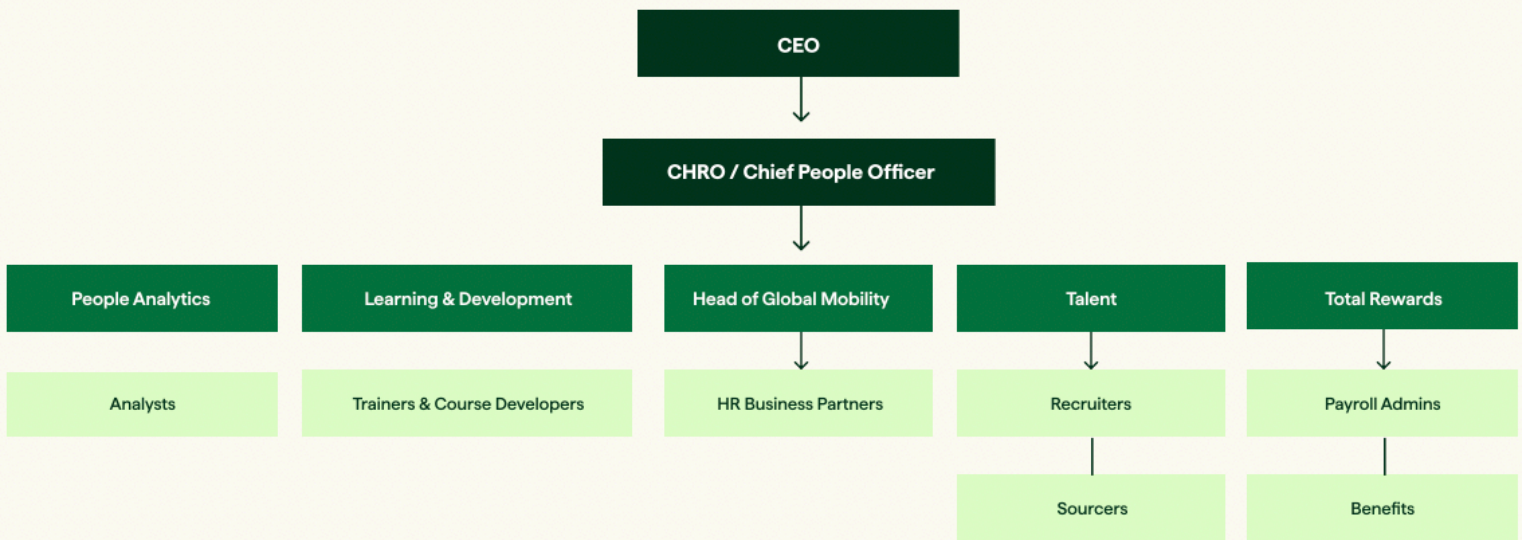 CEO
CHRO / Chief People Officer
People Analytics
Learning & Development
Head of Global Mobility
Talent
Total Rewards
Analysts
Trainers & Course Developers
HR Business Partners
Recruiters
Payroll Admins
Sourcers
Benefits